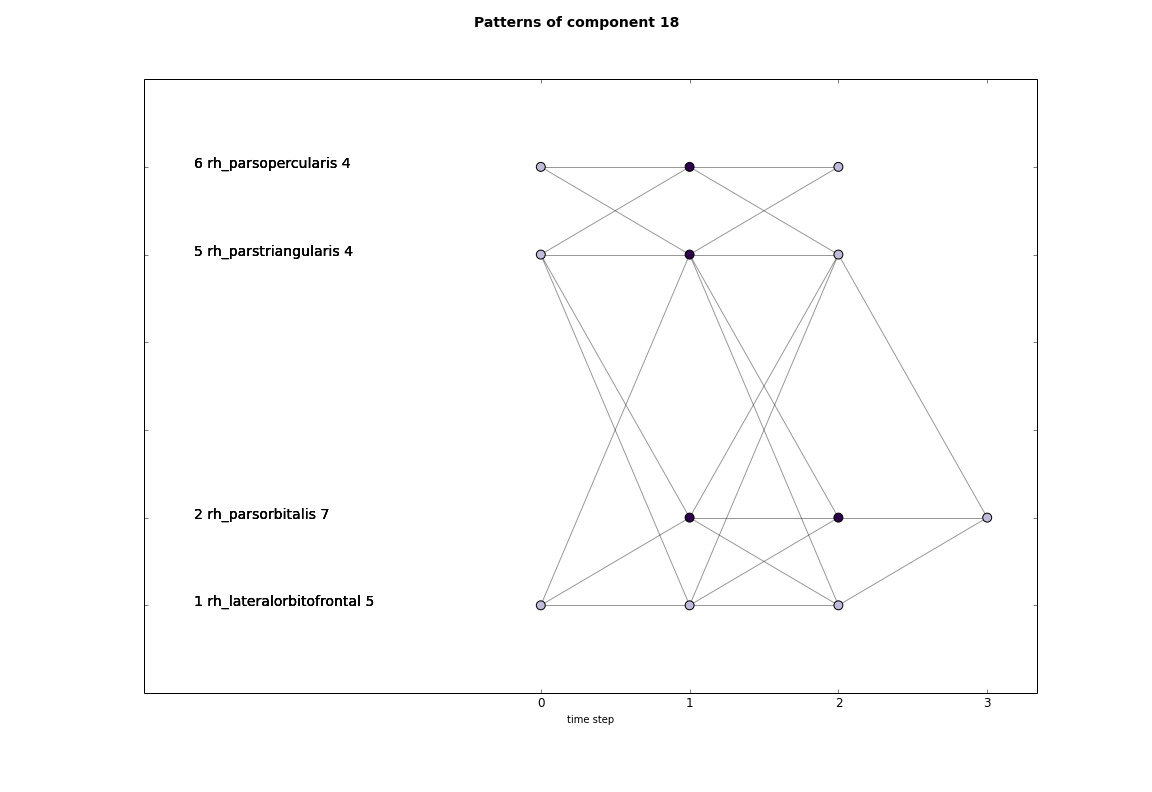 Patterns of component 18
6 rh_parsopercularis 4
5 rh_parstriangularis 4
2 rh_parsorbitalis 7
1 rh_lateralorbitofrontal 5
0 1 2 3
time step